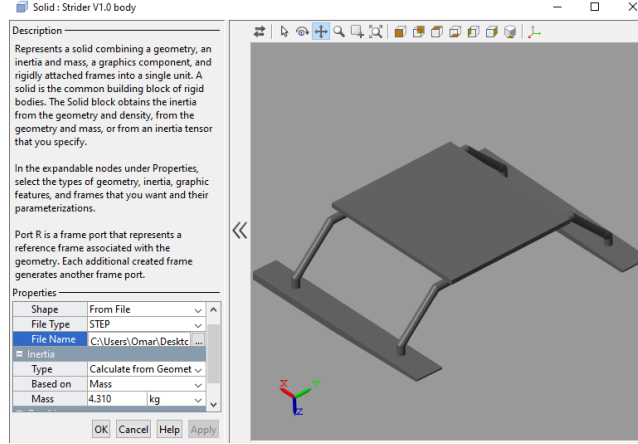 Solid : Strider V1.0 body
Description
Represents a solid combining a geometry, an
inertia and mass, a graphics component, and
rigidly attached frames into a single unit. A
solid is the common building block of rigid
bodies. The Solid block obtains the inertia
from the geometry and density, from the
geometry and mass, or from an inertia tensor
that you specify.
In the expandable nodes under Properties,
select the types of geometry, inertia, graphic
features, and frames that you want and their
parameterizations.
Port R is a frame port that represents a
reference frame associated with the
geometry. Each additional created frame
generates another frame port.
Properties
Shape From File
File Type STEP
File Name C:\Users\Omar\Deskto ...
Inertia
Type Calculate from Geomet
Based on Mass
Mass 4.310 kg
OK Cancel Help Apply
X Y
Z